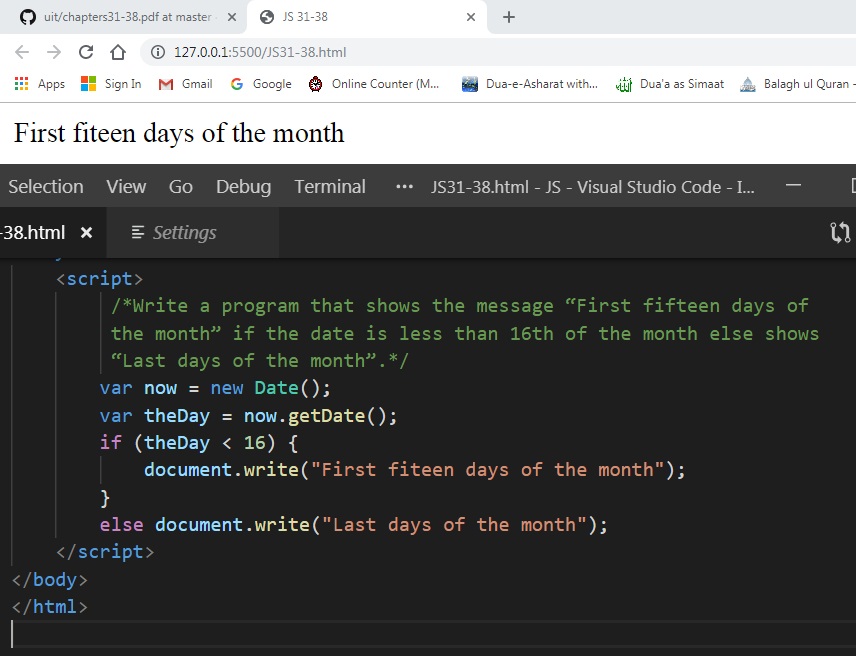 uit/chapters31-38.pdf at master
JS 31-38
127.0.0.1:5500/JS31-38.html
Apps Sign In Gmail Google Online Counter (M... Dua-e-Asharat with... Dua'a as Simaat Balagh ul Quran -
First fiteen days of the month
Selection View Go Debug Terminal ... JS31-38.html - JS - Visual Studio Code - I...
-38.html Settings
<script>
/*Write a program that shows the message “First fifteen days of
the month” if the date is less than 16th of the month else shows
“Last days of the month”.*/
var now = new Date();
var theDay = now.getDate();
if (theDay < 16) {
document.write("First fiteen days of the month");
}
else document.write("Last days of the month");
</script>
</body>
</html>